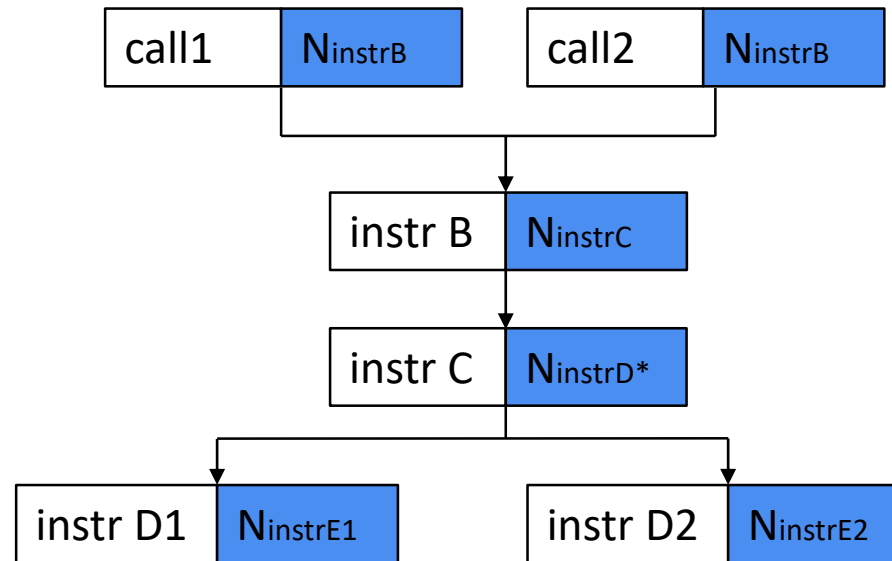 call1 NinstrB call2 NinstrB
instr B NinstrC
instr C NinstrD*
instr D1 NinstrE1 instr D2 NinstrE2